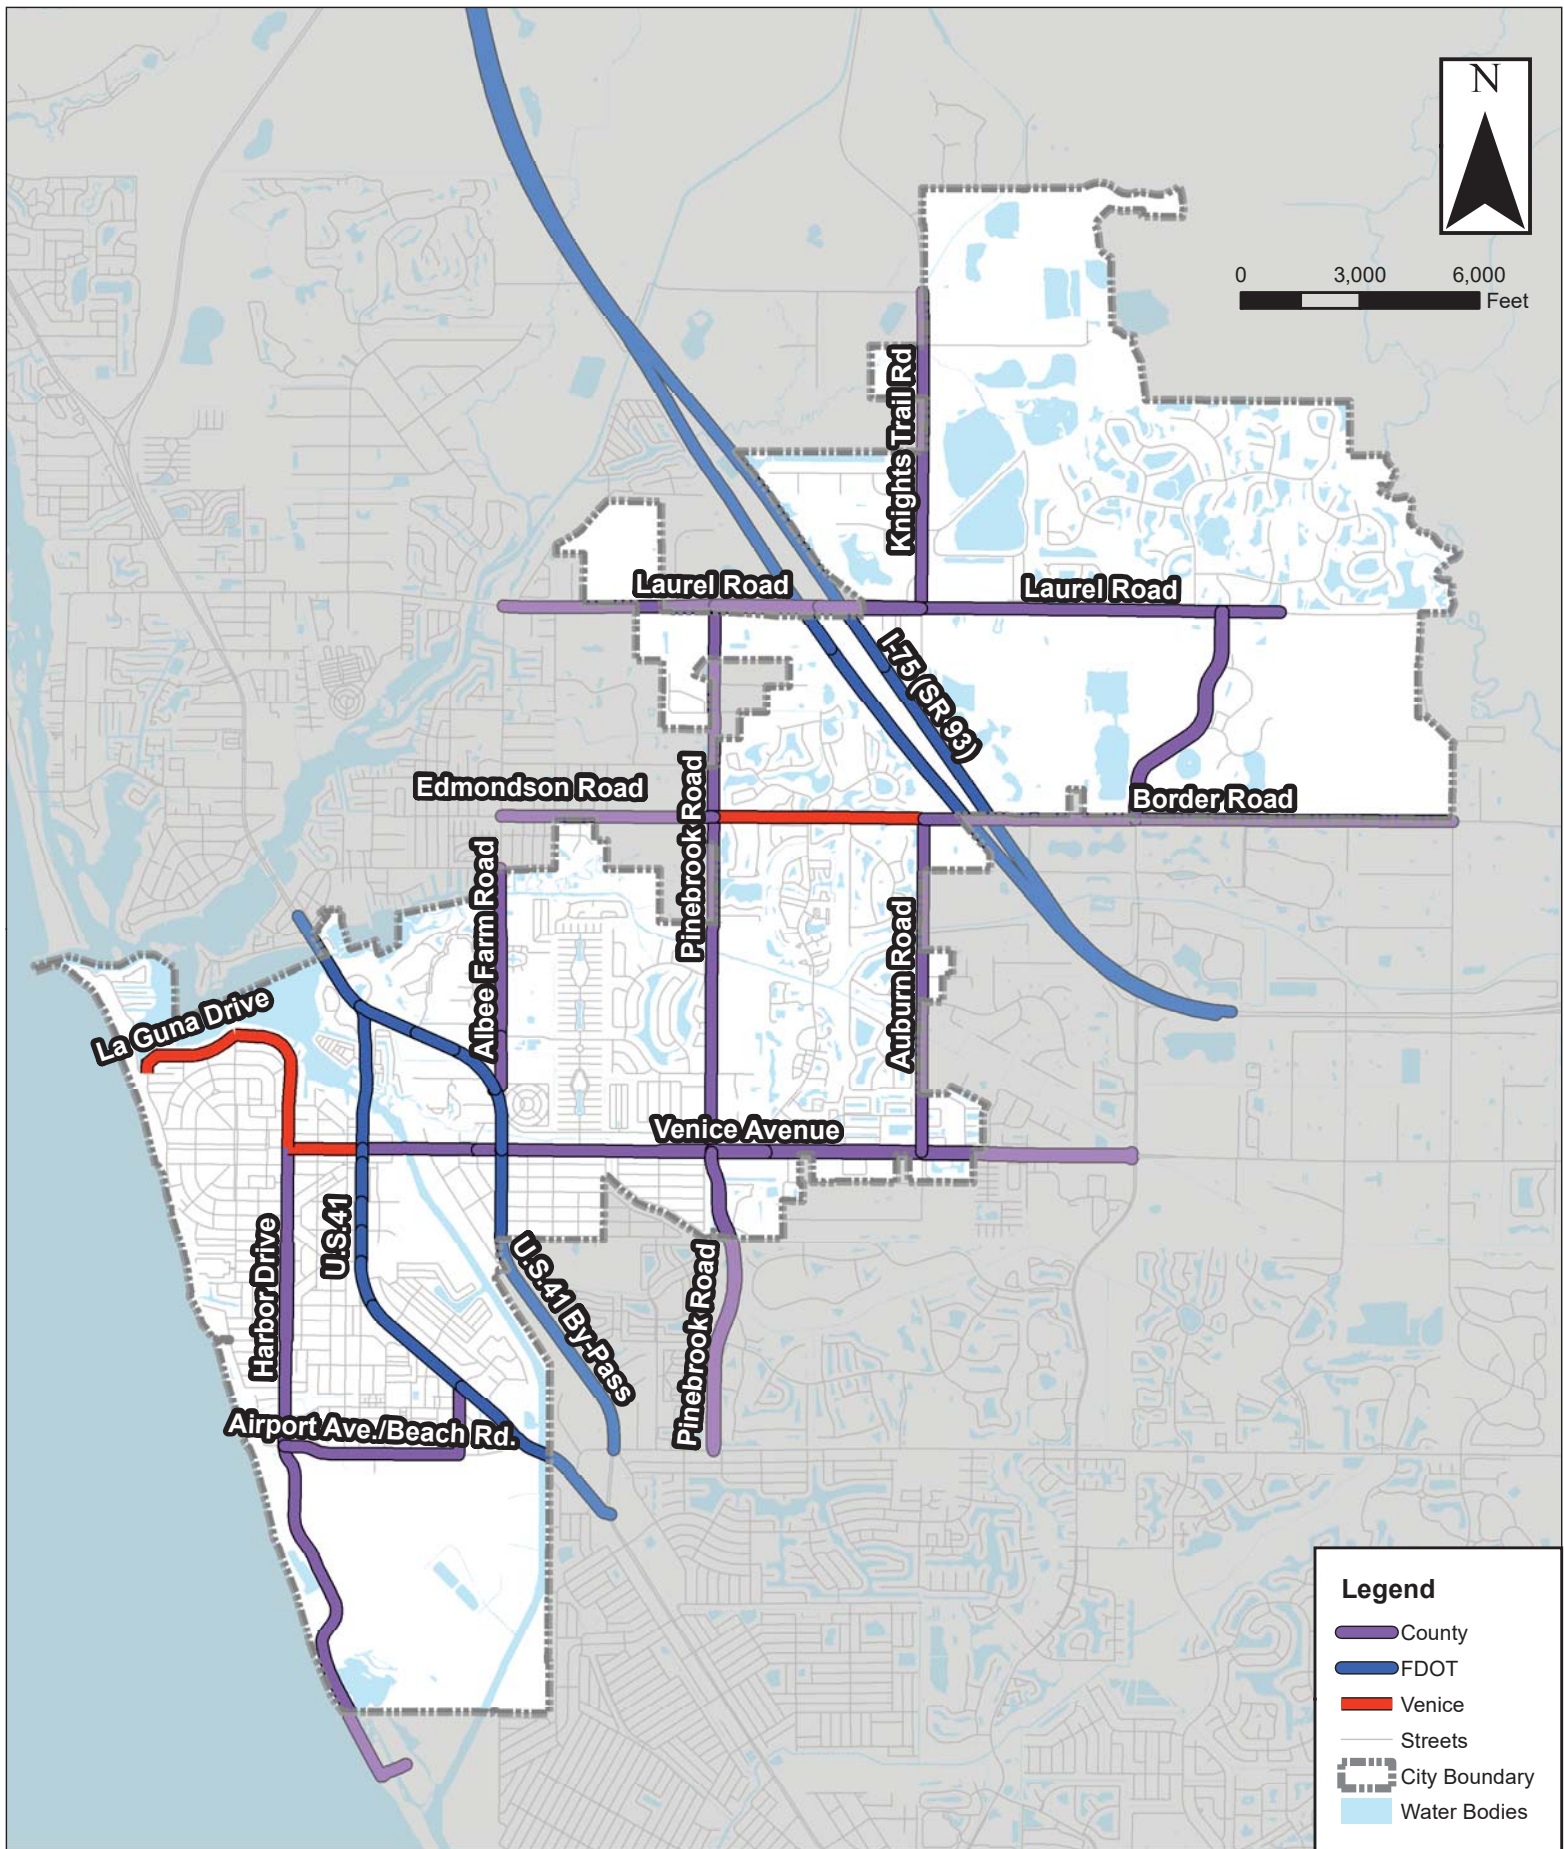 N
0 3,000 6,000
Feet
Knights Trail Rd
Laurel Road
Laurel Road
I-75 (SR 93)
Edmondson Road
Pinebrook Road
Border Road
Albee Farm Road
Auburn Road
La Guna Drive
Venice Avenue
U.S.41
Harbor Drive
U.S.41 By-Pass
Pinebrook Road
Airport Ave./Beach Rd.
Legend
County
FDOT
Venice
Streets
City Boundary
Water Bodies